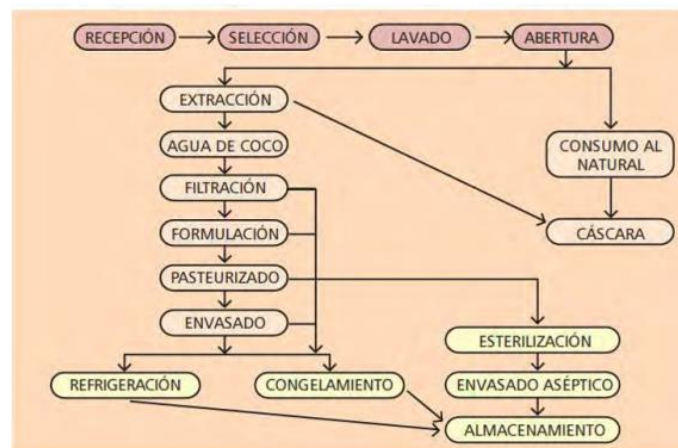 RECEPCIÓN
SELECCIÓN
LAVADO
ABERTURA
EXTRACCIÓN
AGUA DE COCO
CONSUMO AL
NATURAL
FILTRACIÓN
FORMULACIÓN
CÁSCARA
PASTEURIZADO
ENVASADO
ESTERILIZACIÓN
REFRIGERACIÓN
CONGELAMIENTO
ENVASADO ASÉPTICO
ALMACENAMIENTO